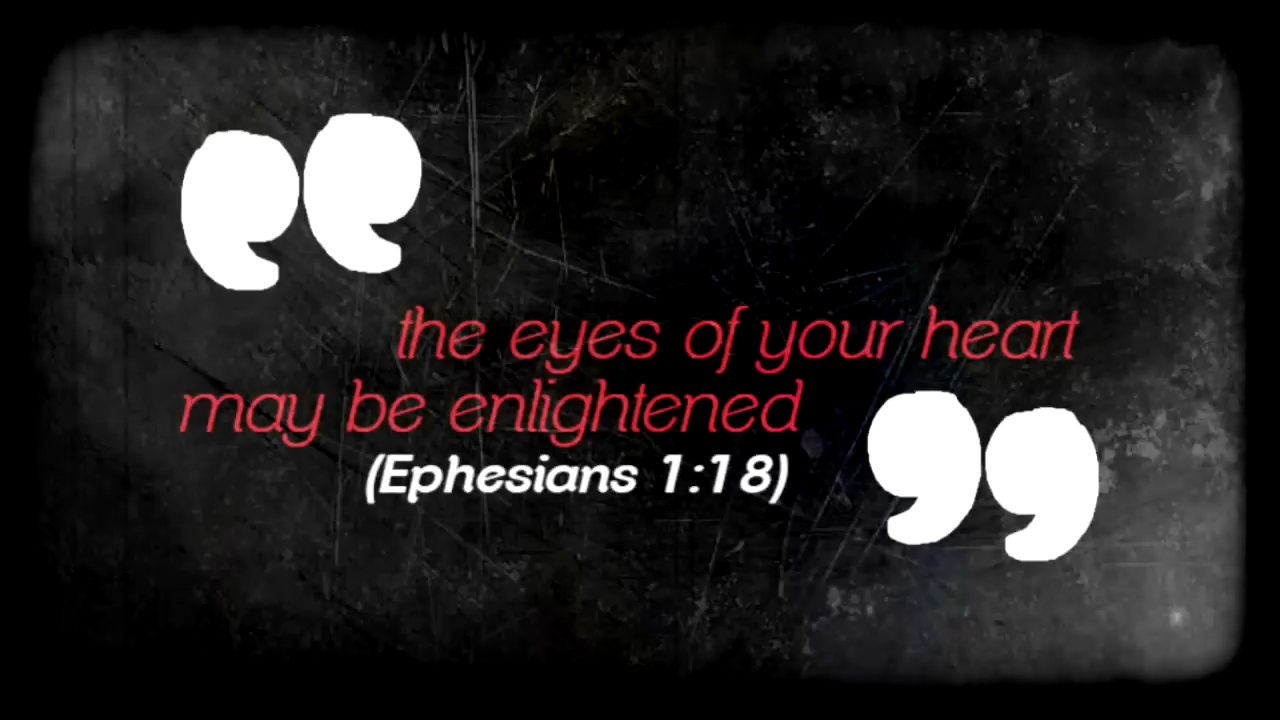 “
the eyes of your heart
may be enlightened ”
(Ephesians 1:18)